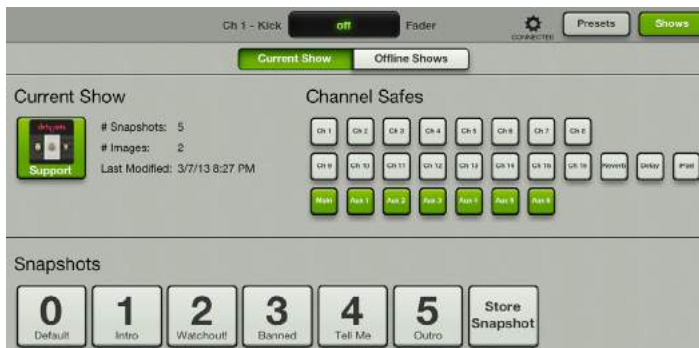 Ch 1 - Kick off Fader CONNECTED Presets Shows
Current Show Offline Shows
Current Show Channel Safes
# Snapshots: 5
# Images: 2
Last Modified: 3/7/13 8:27 PM
Support
Ch 1 Ch 2 Ch 3 Ch 4 Ch 5 Ch 6 Ch 7 Ch 8
Ch 9 Ch 10 Ch 11 Ch 12 Ch 13 Ch 14 Ch 15 Ch 16 Reverb Delay iPad
Main Aux 1 Aux 2 Aux 3 Aux 4 Aux 5 Aux 6
Snapshots
0 1 2 3 4 5 Store
Snapshot
Default! Intro Watchout! Banned Tell Me Outro